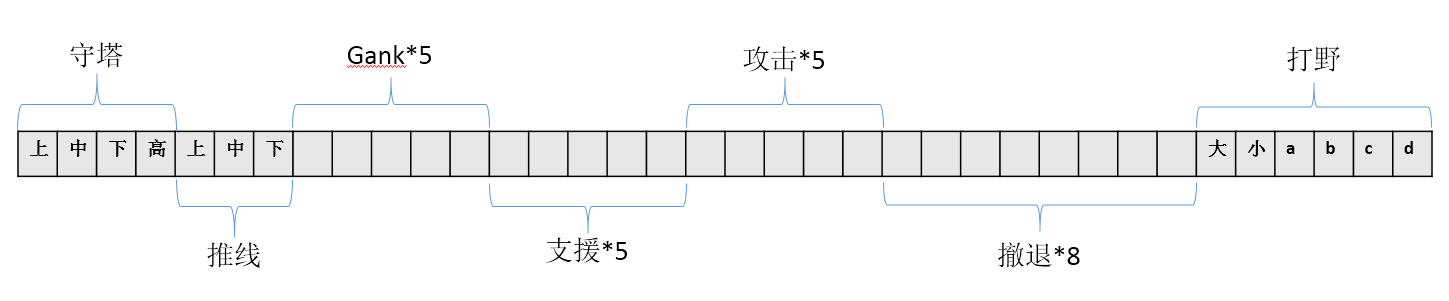 守塔
Gank*5
攻击*5
打野
上 中 下 高 上 中 下 大 小 a b c d
推线
支援*5
撤退*8